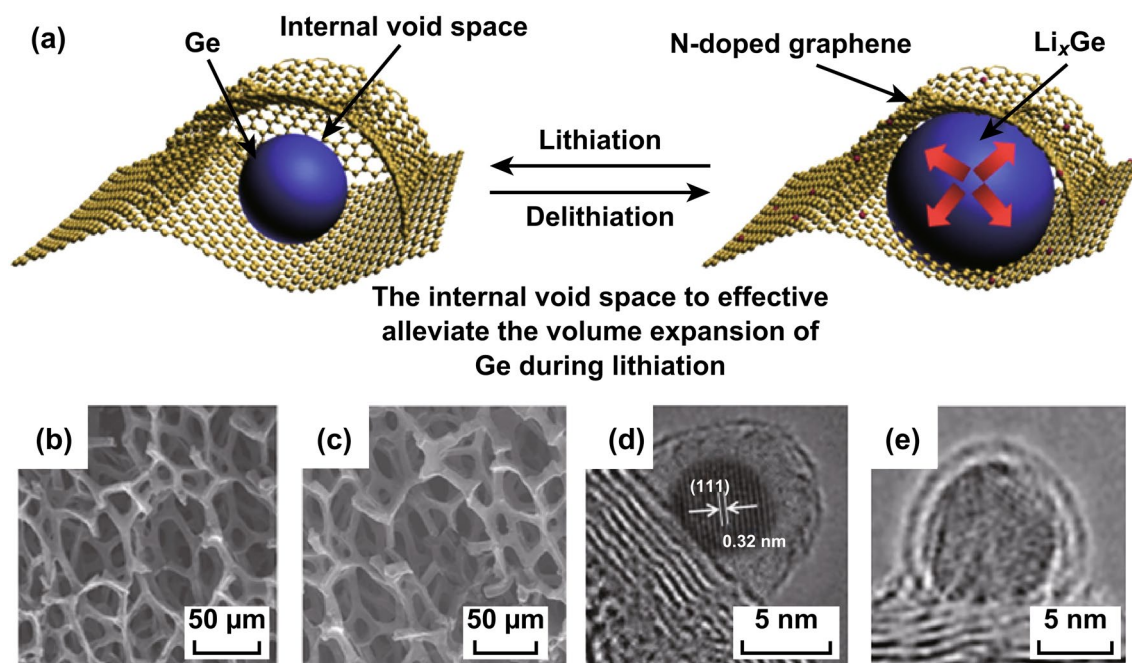 (a)
Ge
Internal void space
N-doped graphene
LiₓGe
Lithiation
Delithiation
The internal void space to effective
alleviate the volume expansion of
Ge during lithiation
(b)
50 µm
(c)
50 µm
(d)
(111)
0.32 nm
5 nm
(e)
5 nm